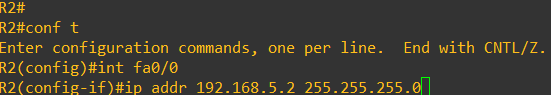 R2#
R2#conf t
Enter configuration commands, one per line.  End with CNTL/Z.
R2(config)#int fa0/0
R2(config-if)#ip addr 192.168.5.2 255.255.255.0